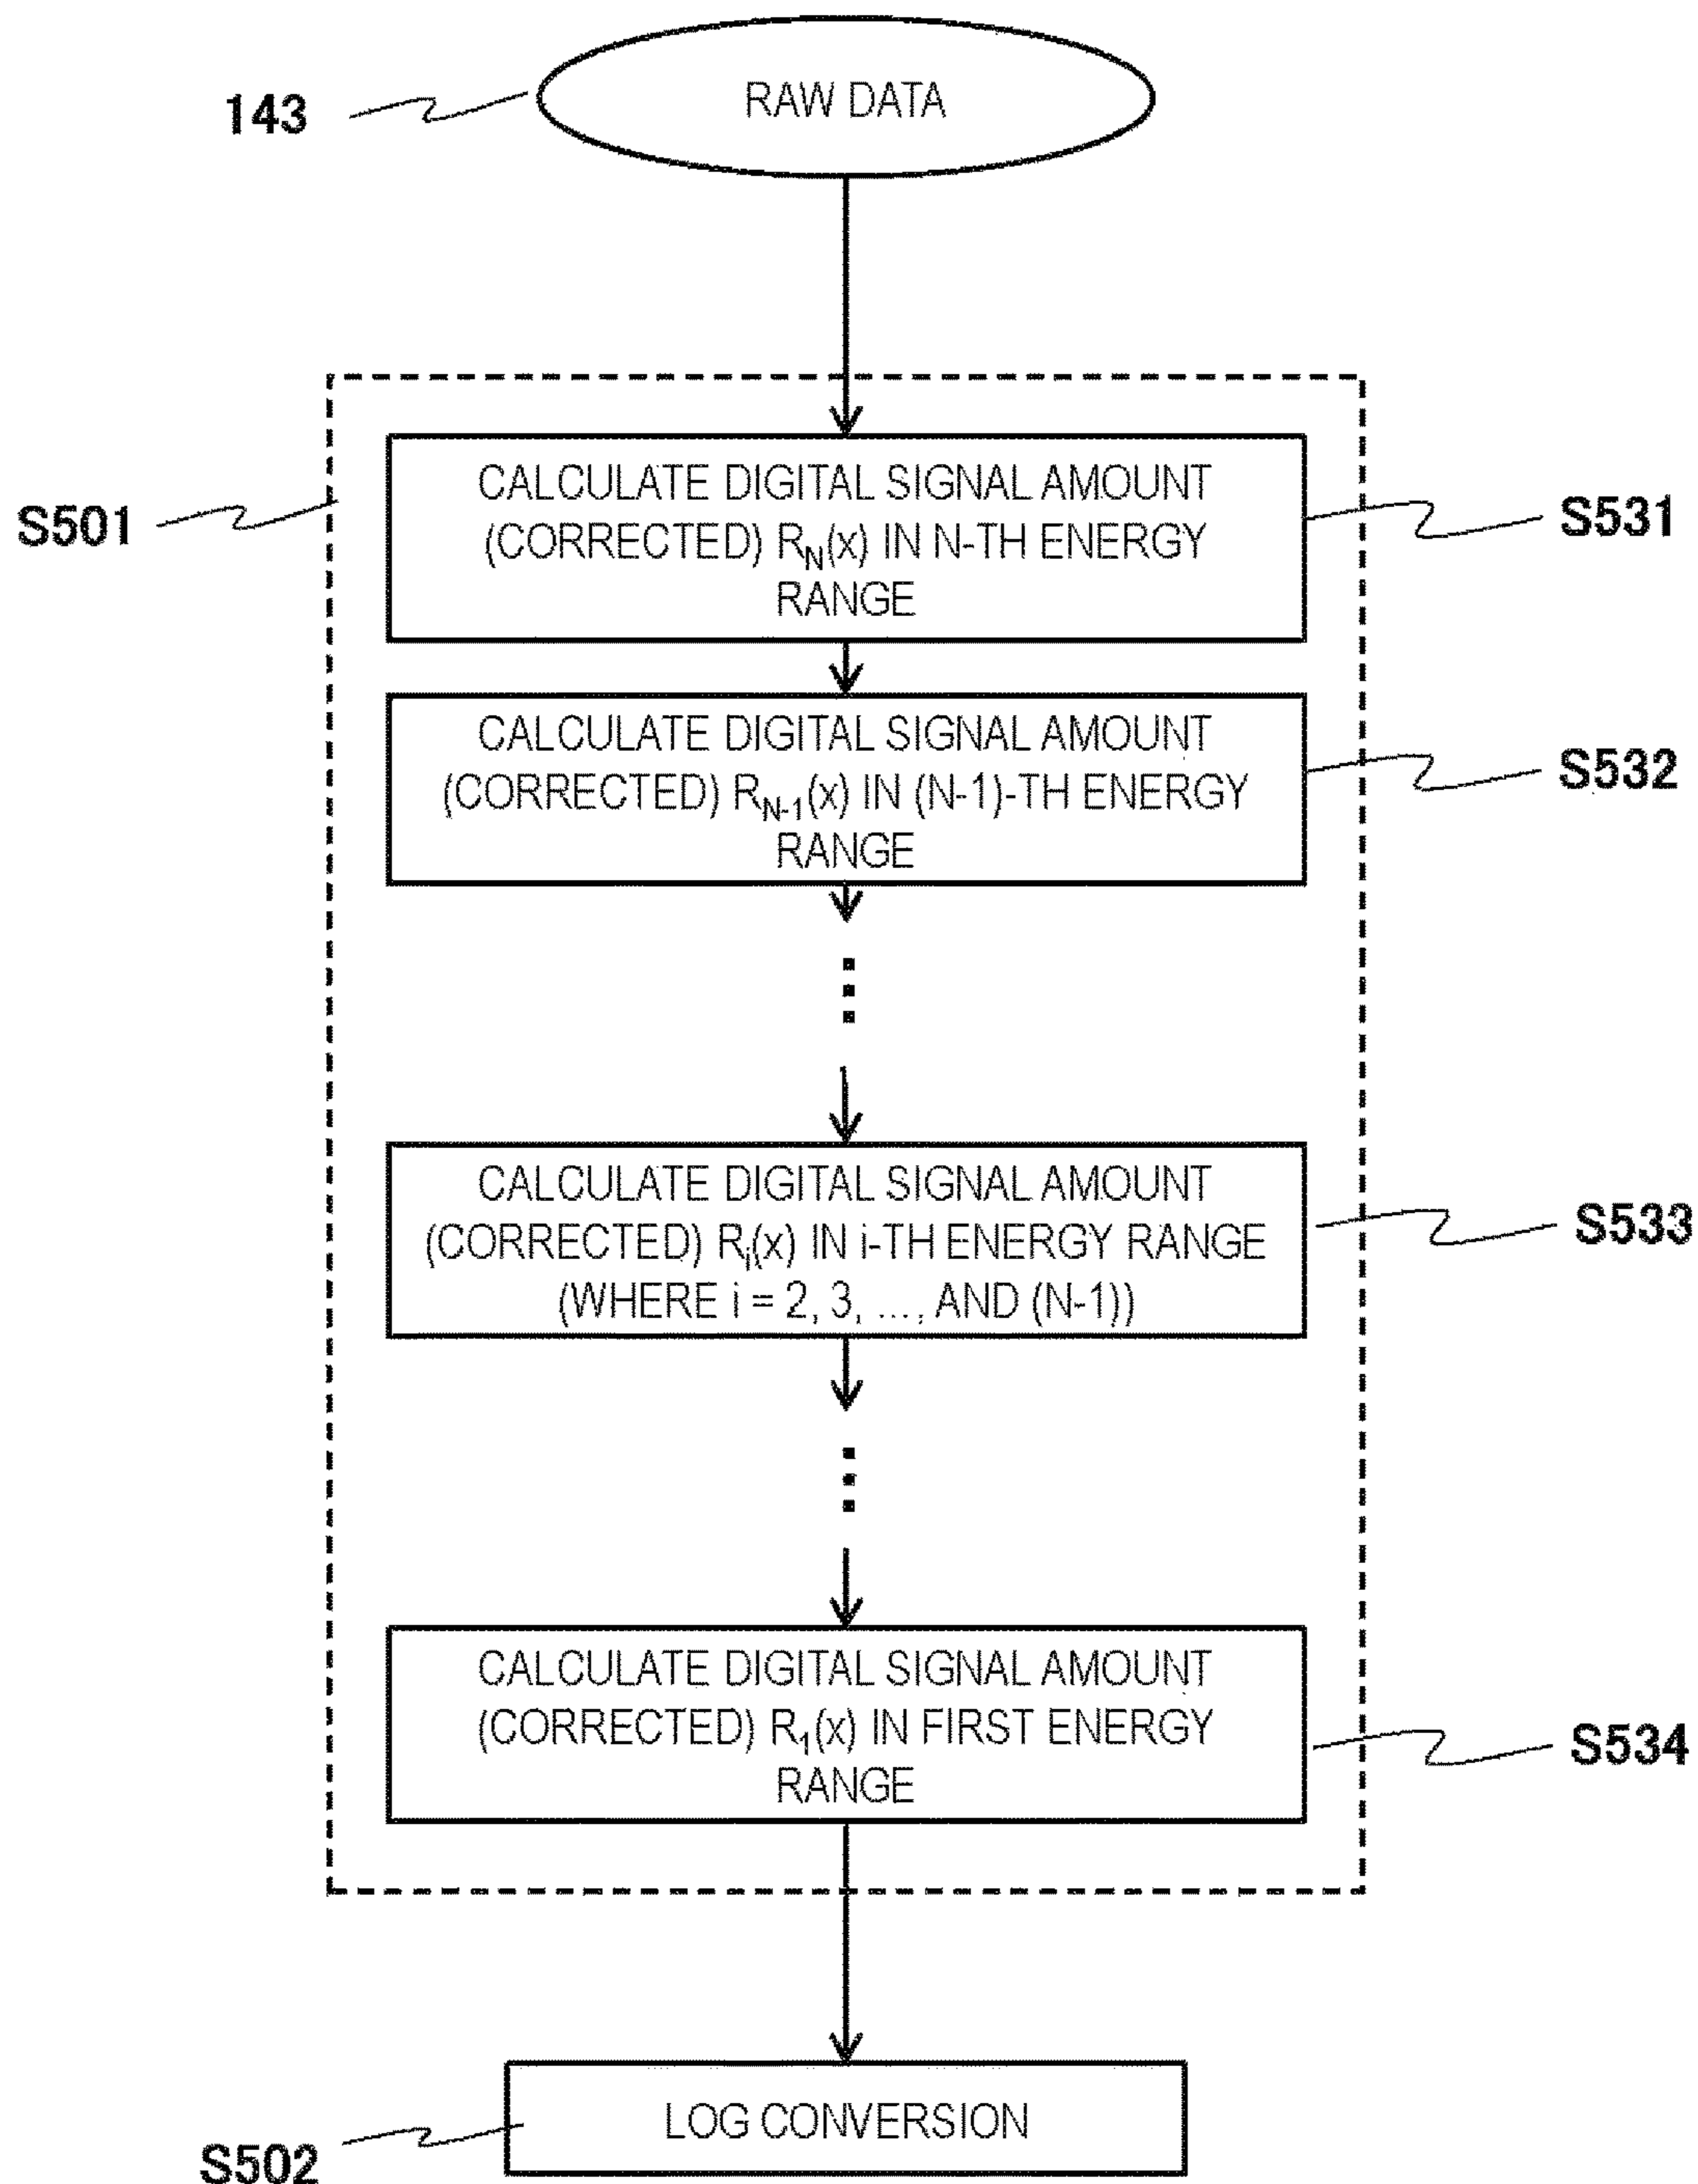 RAW DATA
143
CALCULATE DIGITAL SIGNAL AMOUNT
(CORRECTED) R_N(x) IN N-TH ENERGY
RANGE
S501
S531
CALCULATE DIGITAL SIGNAL AMOUNT
(CORRECTED) R_N-1(x) IN (N-1)-TH ENERGY
RANGE
S532
CALCULATE DIGITAL SIGNAL AMOUNT
(CORRECTED) R_i(x) IN i-TH ENERGY RANGE
(WHERE i = 2, 3, ..., AND (N-1))
S533
CALCULATE DIGITAL SIGNAL AMOUNT
(CORRECTED) R_1(x) IN FIRST ENERGY
RANGE
S534
LOG CONVERSION
S502